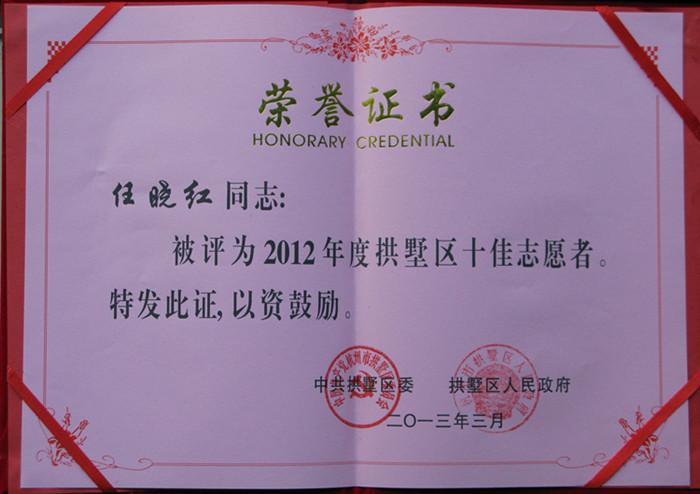 荣誉证书
HONORARY CREDENTIAL
任晓红同志:
被评为2012年度拱墅区十佳志愿者。
特发此证,以资鼓励。
中共拱墅区委 拱墅区人民政府
二〇一三年三月